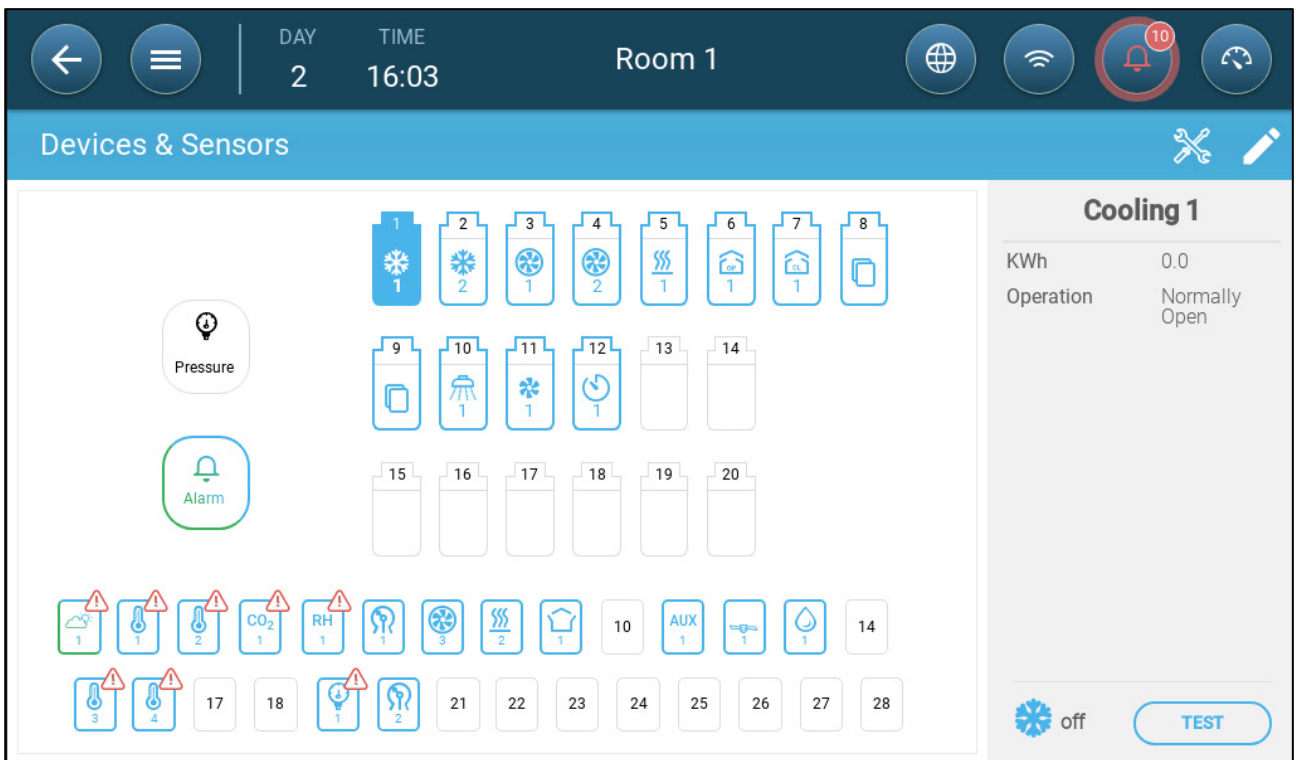 DAY TIME
2 16:03 Room 1 10
Devices & Sensors
Cooling 1
KWh 0.0
Operation Normally
Open
1 2 3 4 5 6 7 8
OP CL
1 2 1 2 1 1 1
Pressure
9 10 11 12 13 14
1 1 1
Alarm
15 16 17 18 19 20
CO2 RH 10 AUX 14
1 1 2 1 1 1 3 2 1 1 1 1
17 18 21 22 23 24 25 26 27 28
3 4 1 2
off TEST